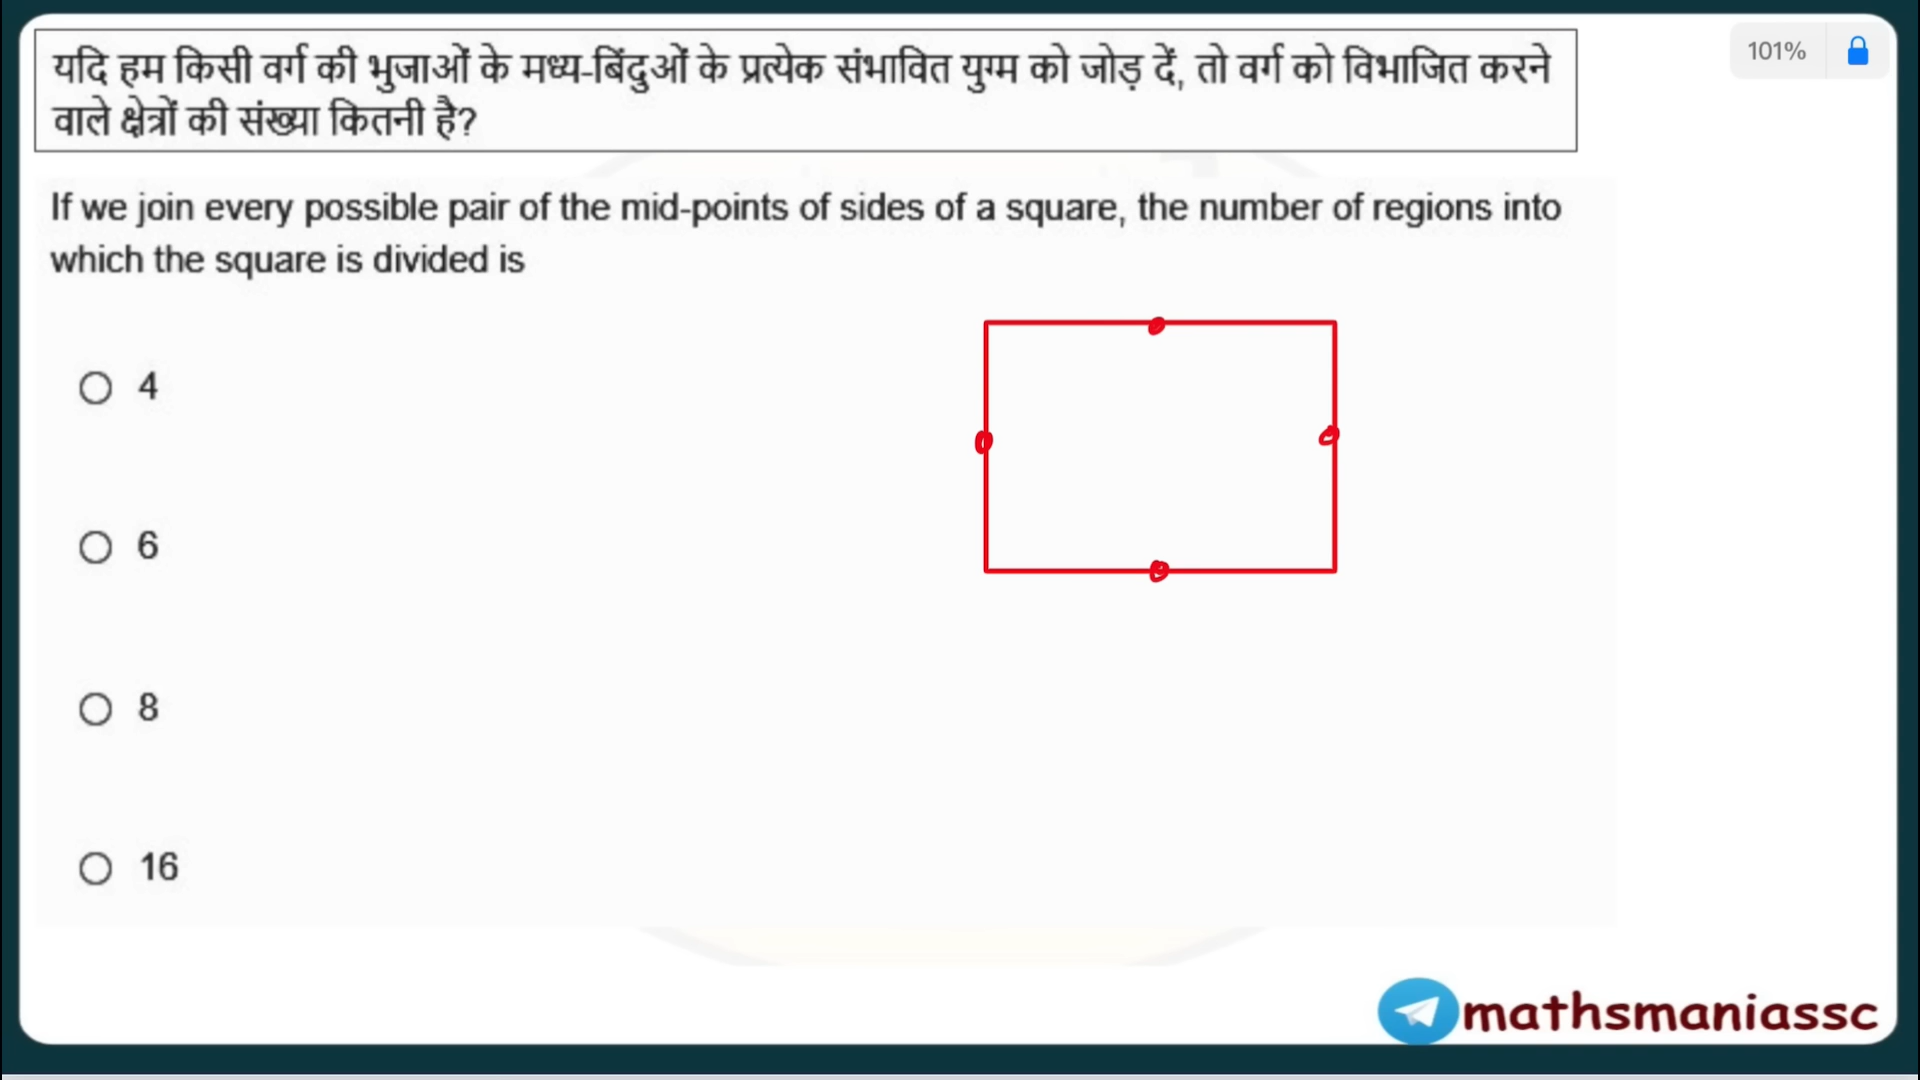 यदि हम किसी वर्ग की भुजाओं के मध्य-बिंदुओं के प्रत्येक संभावित युग्म को जोड़ दें, तो वर्ग को विभाजित करने
वाले क्षेत्रों की संख्या कितनी है?
101%
If we join every possible pair of the mid-points of sides of a square, the number of regions into
which the square is divided is
4
6
8
16
mathsmaniassc